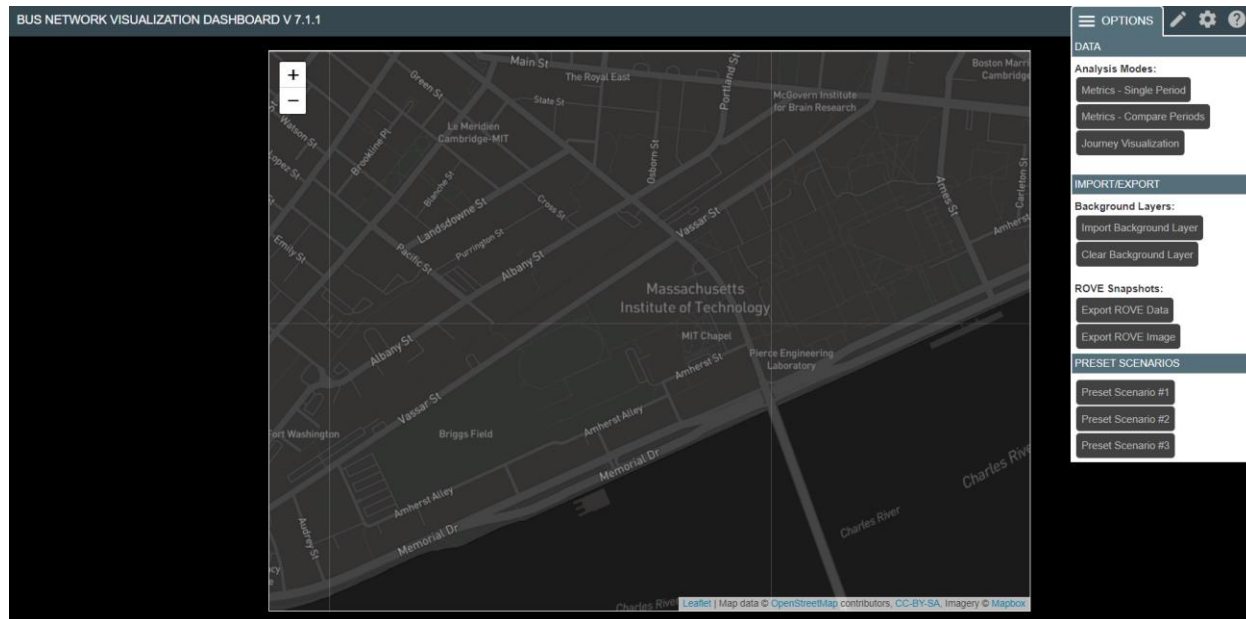 BUS NETWORK VISUALIZATION DASHBOARD V 7.1.1
OPTIONS
DATA
Analysis Modes:
Metrics - Single Period
Metrics - Compare Periods
Journey Visualization
IMPORT/EXPORT
Background Layers:
Import Background Layer
Clear Background Layer
ROVE Snapshots:
Export ROVE Data
Export ROVE Image
PRESET SCENARIOS
Preset Scenario #1
Preset Scenario #2
Preset Scenario #3
+
−
Main St
The Royal East
Portland St
Boston Marri
Cambridge
Green St
State St
McGovern Institute
for Brain Research
Watson St
Le Meridien
Cambridge-MIT
Brookline Pl
Lopez St
Osborn St
Blanche St
Landsdowne St
Cross St
Ames St
Carleton St
Vassar St
Amherst
Emily St
Pacific St
Purrington St
Albany St
Massachusetts
Institute of Technology
MIT Chapel
Albany St
Amherst St
Pierce Engineering
Laboratory
Vassar St
Fort Washington
Briggs Field
Amherst Alley
Memorial Dr
Charles Rive
Amherst Alley
Audrey St
Memorial Dr
Charles River
Charles River
Leaflet | Map data © OpenStreetMap contributors, CC-BY-SA, Imagery © Mapbox